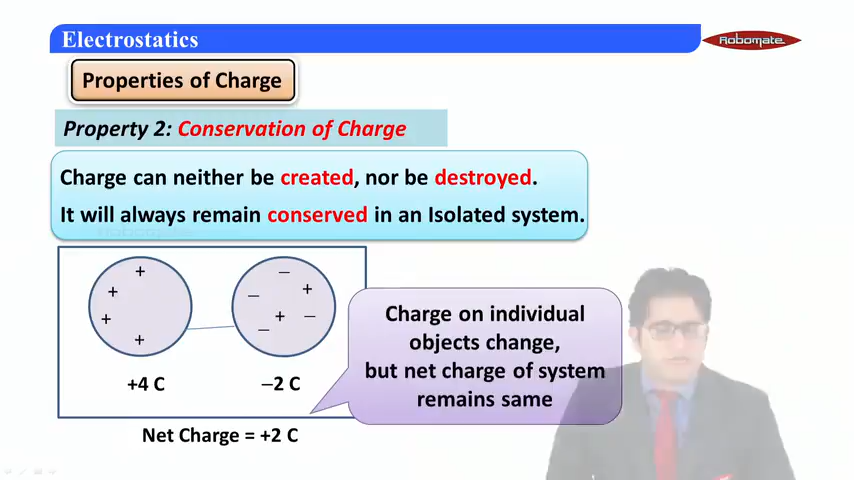 Electrostatics
Robomate
Properties of Charge
Property 2: Conservation of Charge
Charge can neither be created, nor be destroyed.
It will always remain conserved in an Isolated system.
Robomate
+ + + +
− + − + − −
+4 C
−2 C
Charge on individual
objects change,
but net charge of system
remains same
Net Charge = +2 C